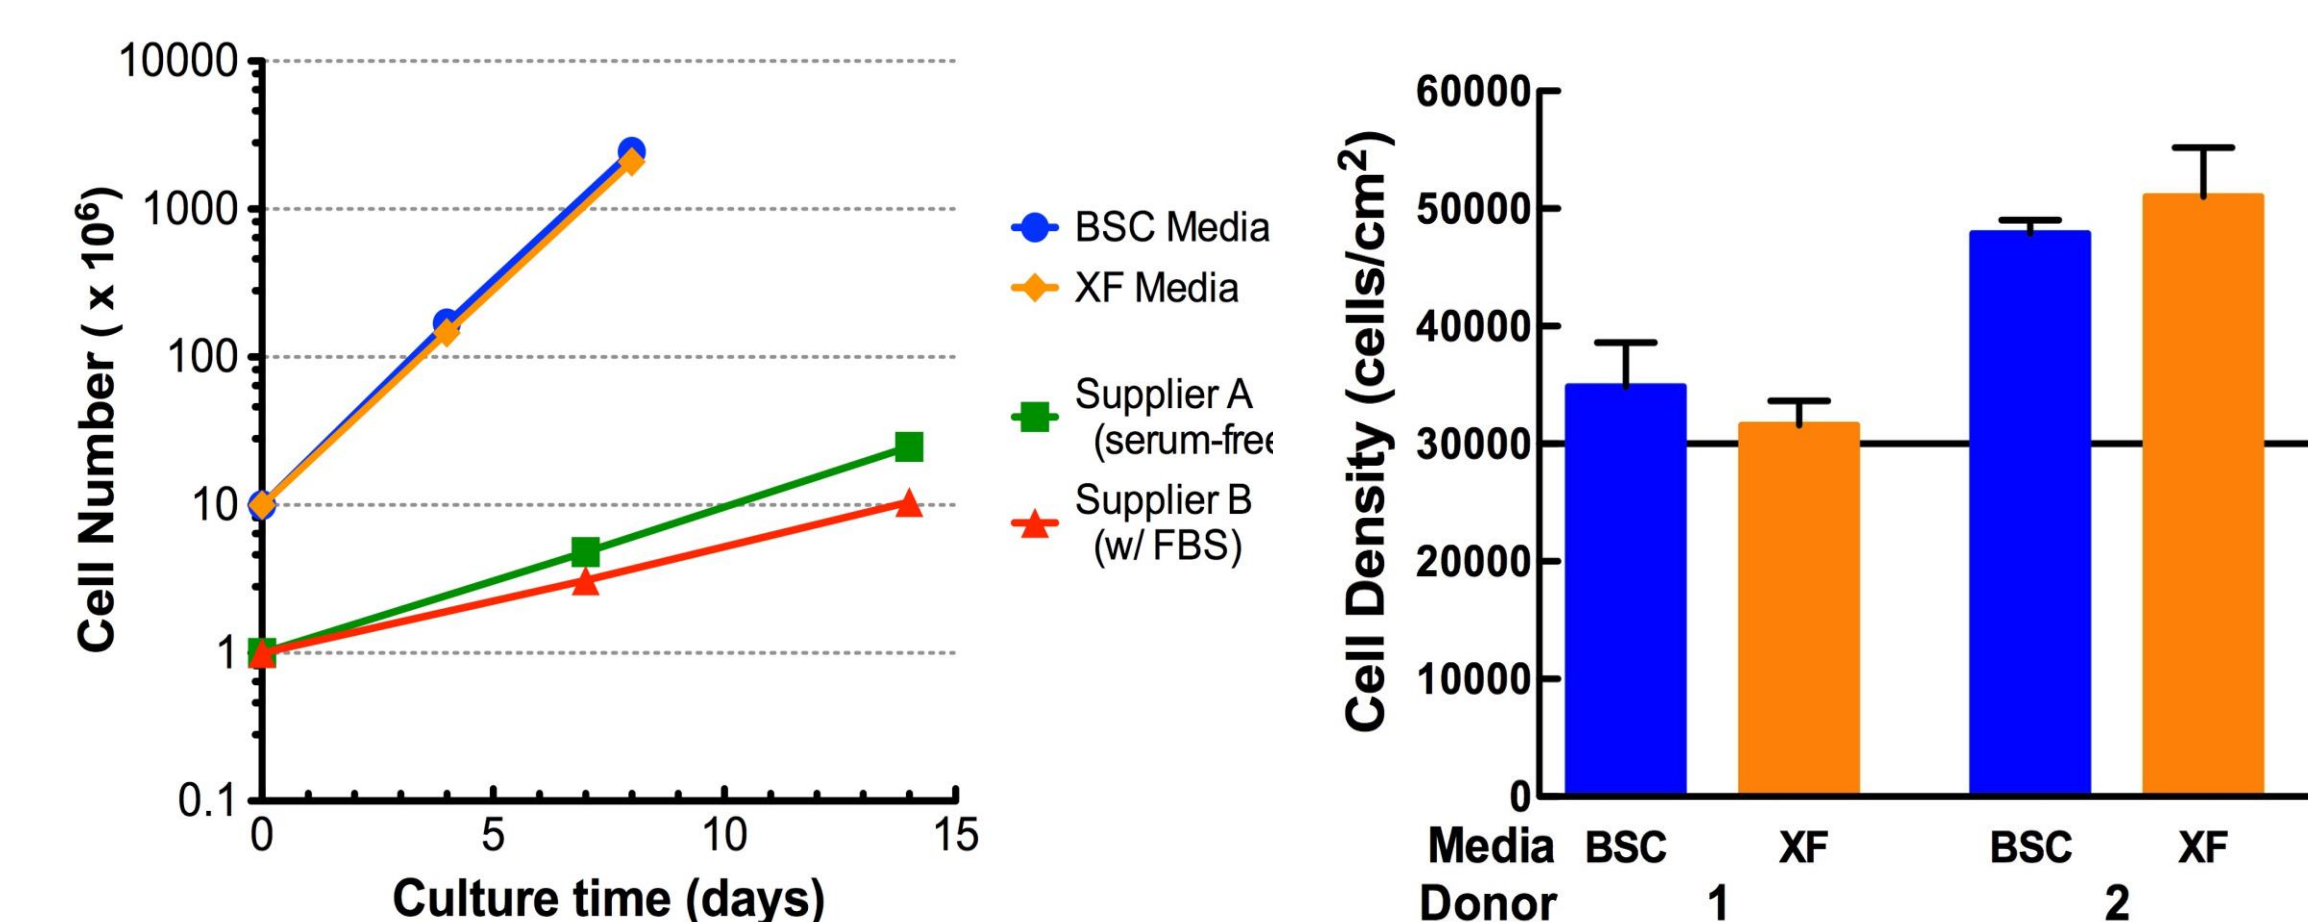 10000
1000
100
10
1
0.1
Cell Number ( x 10⁶)
0 5 10 15
Culture time (days)
BSC Media
XF Media
Supplier A
(serum-free
Supplier B
(w/ FBS)
60000
50000
40000
30000
20000
10000
0
Cell Density (cells/cm²)
Media BSC XF BSC XF
Donor 1 2